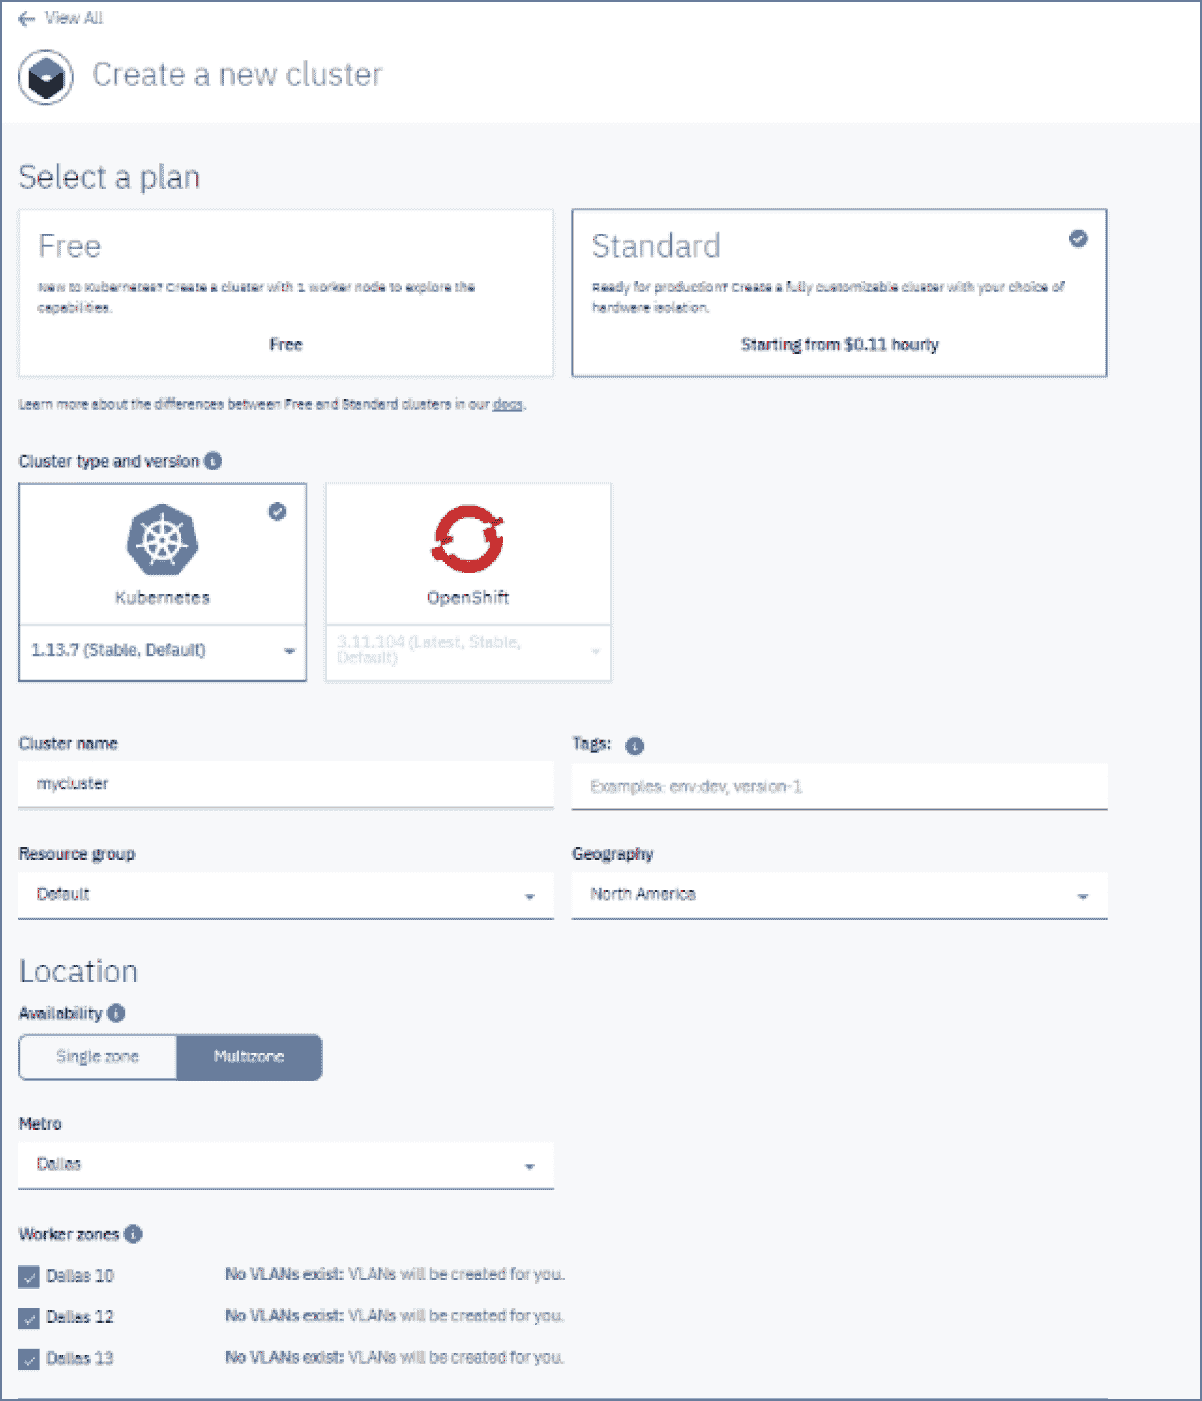 View All
Create a new cluster
Select a plan
Free
New to Kubernetes? Create a cluster with 1 worker node to explore the
capabilities.
Free
Standard
Ready for production? Create a fully customizable cluster with your choice of
hardware isolation.
Starting from $0.11 hourly
Learn more about the differences between Free and Standard clusters in our docs.
Cluster type and version
Kubernetes
1.13.7 (Stable, Default)
OpenShift
3.11.104 (Latest, Stable,
Default)
Cluster name
mycluster
Tags:
Examples: env:dev, version-1
Resource group
Default
Geography
North America
Location
Availability
Single zone
Multizone
Metro
Dallas
Worker zones
Dallas 10
No VLANs exist: VLANs will be created for you.
Dallas 12
No VLANs exist: VLANs will be created for you.
Dallas 13
No VLANs exist: VLANs will be created for you.